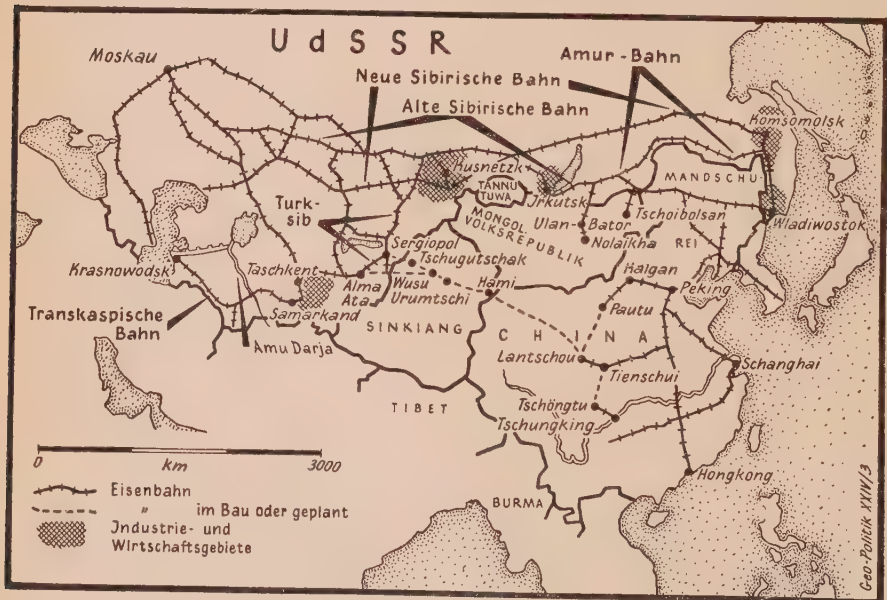 UdSSR
Moskau
Amur-Bahn
Neue Sibirische Bahn
Alte Sibirische Bahn
Komsomolsk
Kusnetzk
TANNU
TUWA
Irkutsk
MANDSCHU-
REI
Wladiwostok
Turk-
sib
MONGOL.
VOLKSREPUBLIK
Ulan-Bator
Tschoibolsan
Nolaikha
Sergiopol
Tschugutschak
Krasnowodsk
Taschkent
Alma
Ata
Wusu
Urumtschi
Hami
Halgan
Peking
Samarkand
Pautu
Transkaspische
Bahn
SINKIANG
CHINA
Amu Darja
Lantschou
Schanghai
Tienschui
TIBET
Tschöngtu
Tschungking
0 km 3000
Hongkong
Eisenbahn
" im Bau oder geplant
Industrie- und
Wirtschaftsgebiete
BURMA
Geo-Politik XXIV/3